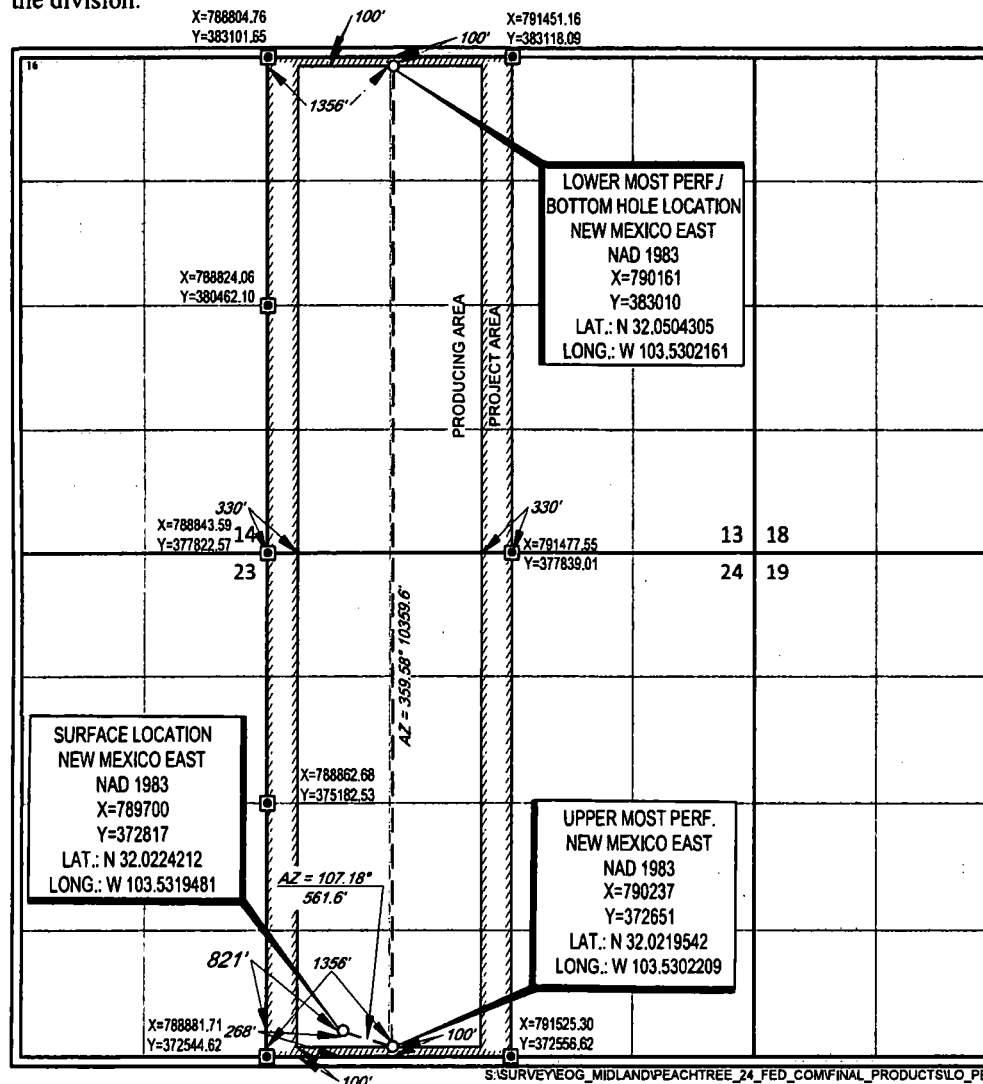 the division.
X=788804.76
Y=383101.65
100'
100'
X=791451.16
Y=383118.09
16
1356'
LOWER MOST PERF./
BOTTOM HOLE LOCATION
NEW MEXICO EAST
NAD 1983
X=790161
Y=383010
LAT.: N 32.0504305
LONG.: W 103.5302161
X=788824.06
Y=380462.10
PRODUCING AREA
PROJECT AREA
330'
330'
X=788843.59
Y=377822.57
14
23
X=791477.55
Y=377839.01
13
18
24
19
AZ = 359.58° 10359.6'
SURFACE LOCATION
NEW MEXICO EAST
NAD 1983
X=789700
Y=372817
LAT.: N 32.0224212
LONG.: W 103.5319481
X=788862.68
Y=375182.53
UPPER MOST PERF.
NEW MEXICO EAST
NAD 1983
X=790237
Y=372651
LAT.: N 32.0219542
LONG.: W 103.5302209
AZ = 107.18°
561.6'
821'
1356'
X=788881.71
Y=372544.62
268'
100'
X=791525.30
Y=372556.62
100'
S:\SURVEY\EOG_MIDLAND\PEACHTREE_24_FED_COM\FINAL_PRODUCTS\LO_PE